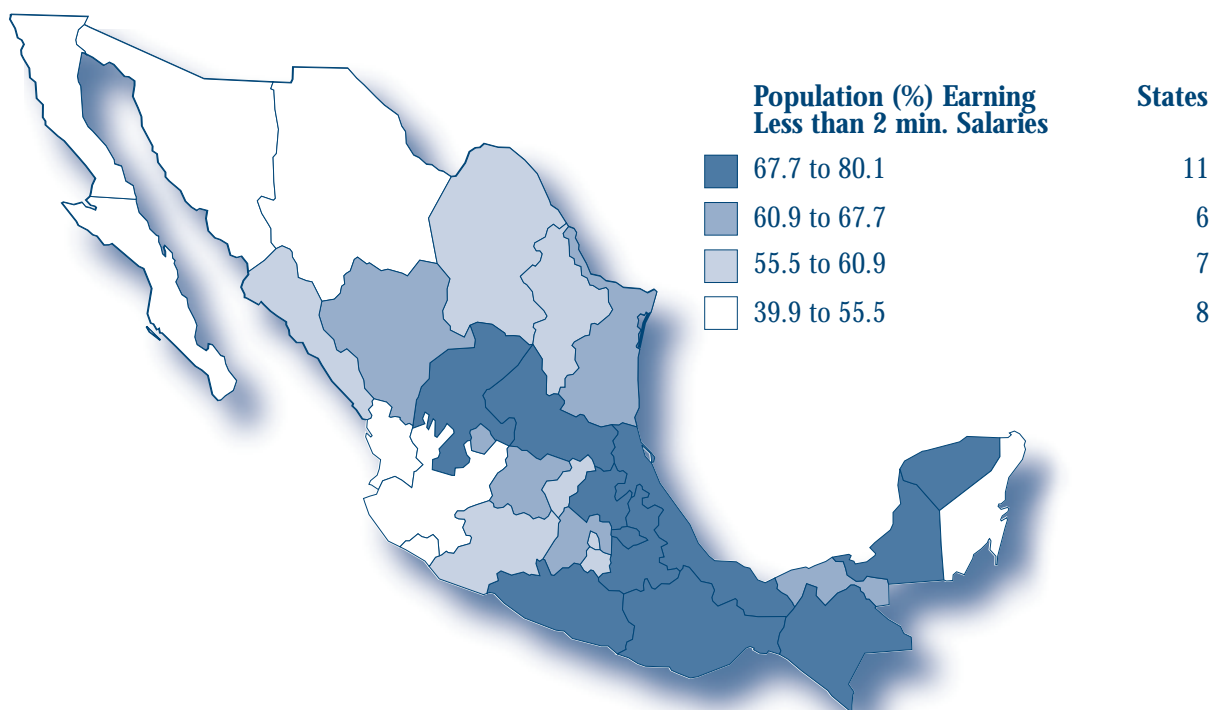 Population (%) Earning States
Less than 2 min. Salaries
67.7 to 80.1 11
60.9 to 67.7 6
55.5 to 60.9 7
39.9 to 55.5 8